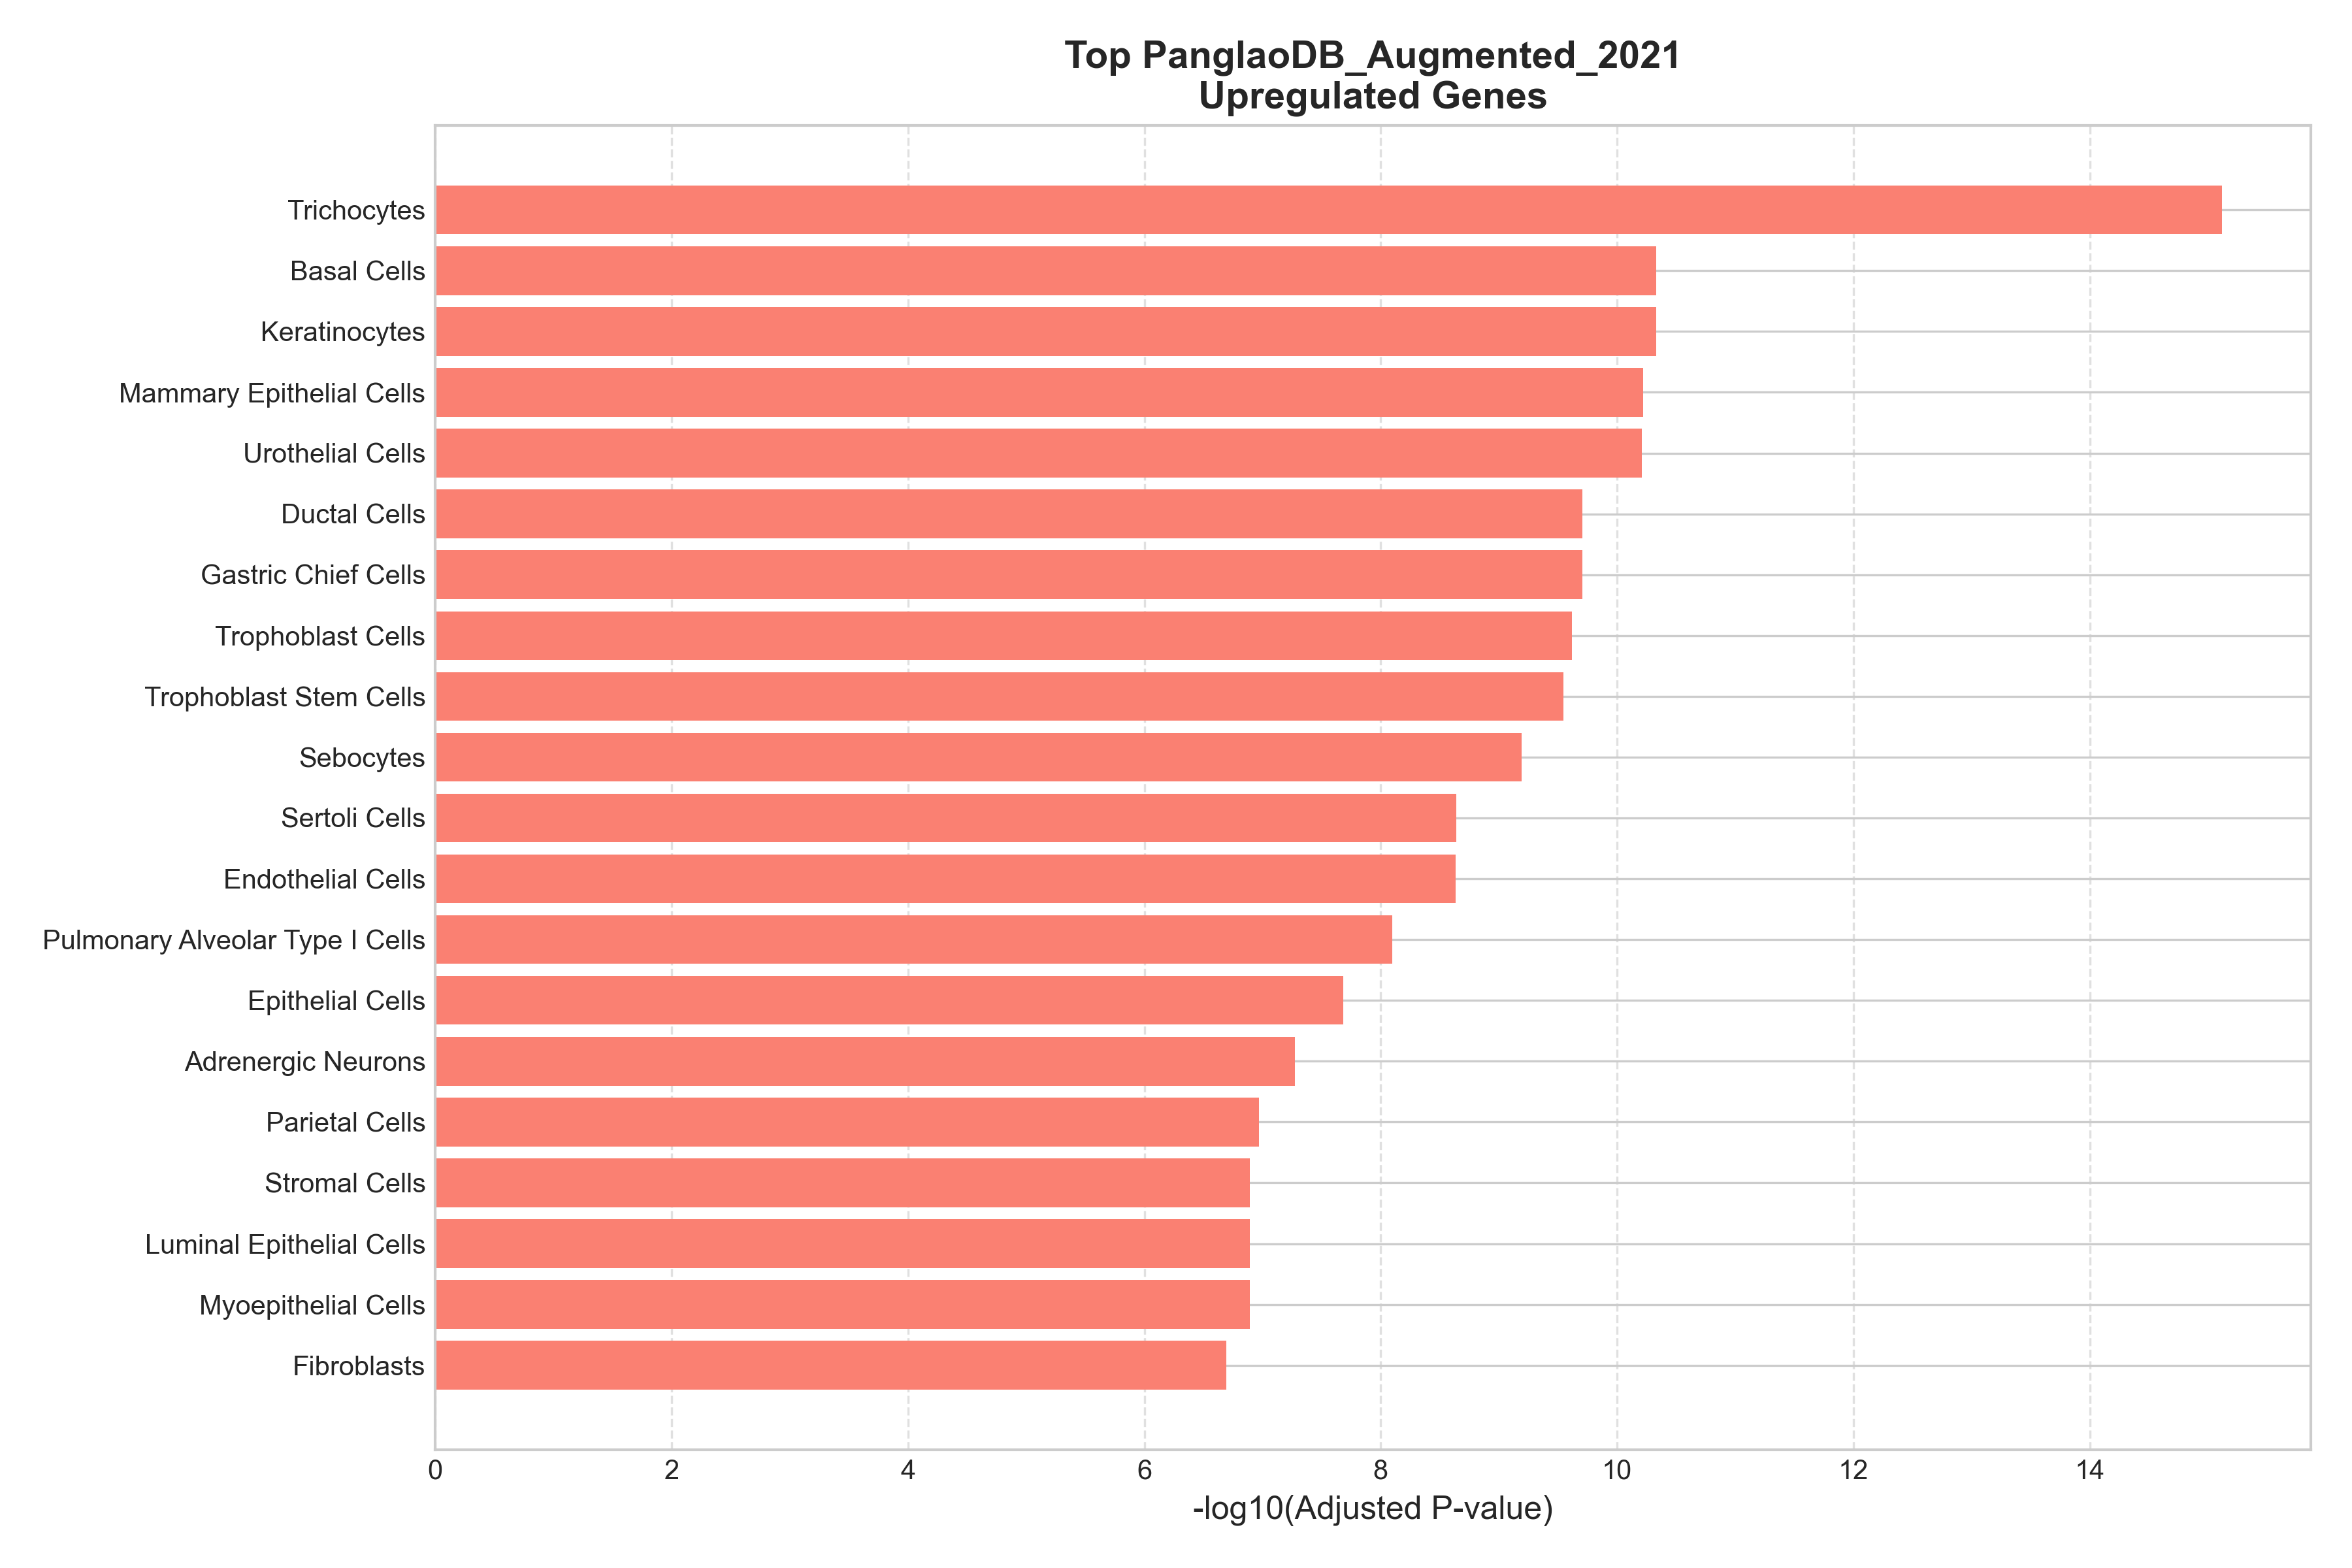 Top PanglaoDB_Augmented_2021
Upregulated Genes
Trichocytes
Basal Cells
Keratinocytes
Mammary Epithelial Cells
Urothelial Cells
Ductal Cells
Gastric Chief Cells
Trophoblast Cells
Trophoblast Stem Cells
Sebocytes
Sertoli Cells
Endothelial Cells
Pulmonary Alveolar Type I Cells
Epithelial Cells
Adrenergic Neurons
Parietal Cells
Stromal Cells
Luminal Epithelial Cells
Myoepithelial Cells
Fibroblasts
0 2 4 6 8 10 12 14
-log10(Adjusted P-value)